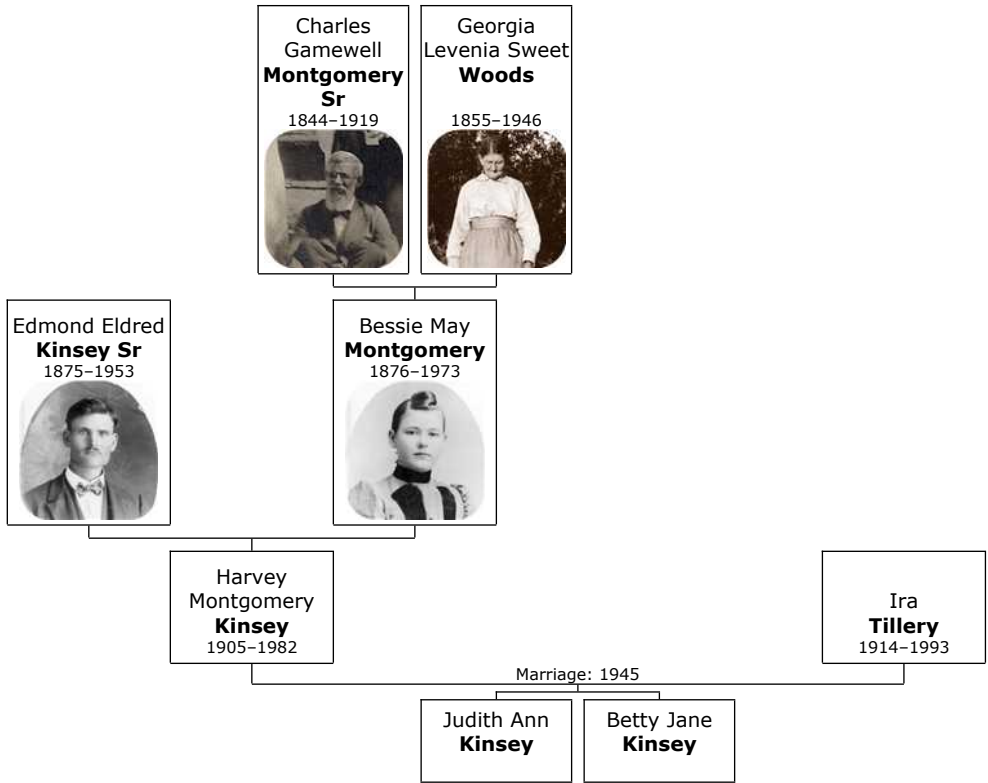 Charles
Gamewell
Montgomery
Sr
1844–1919
Georgia
Levenia Sweet
Woods
1855–1946
Edmond Eldred
Kinsey Sr
1875–1953
Bessie May
Montgomery
1876–1973
Harvey
Montgomery
Kinsey
1905–1982
Ira
Tillery
1914–1993
Marriage: 1945
Judith Ann
Kinsey
Betty Jane
Kinsey